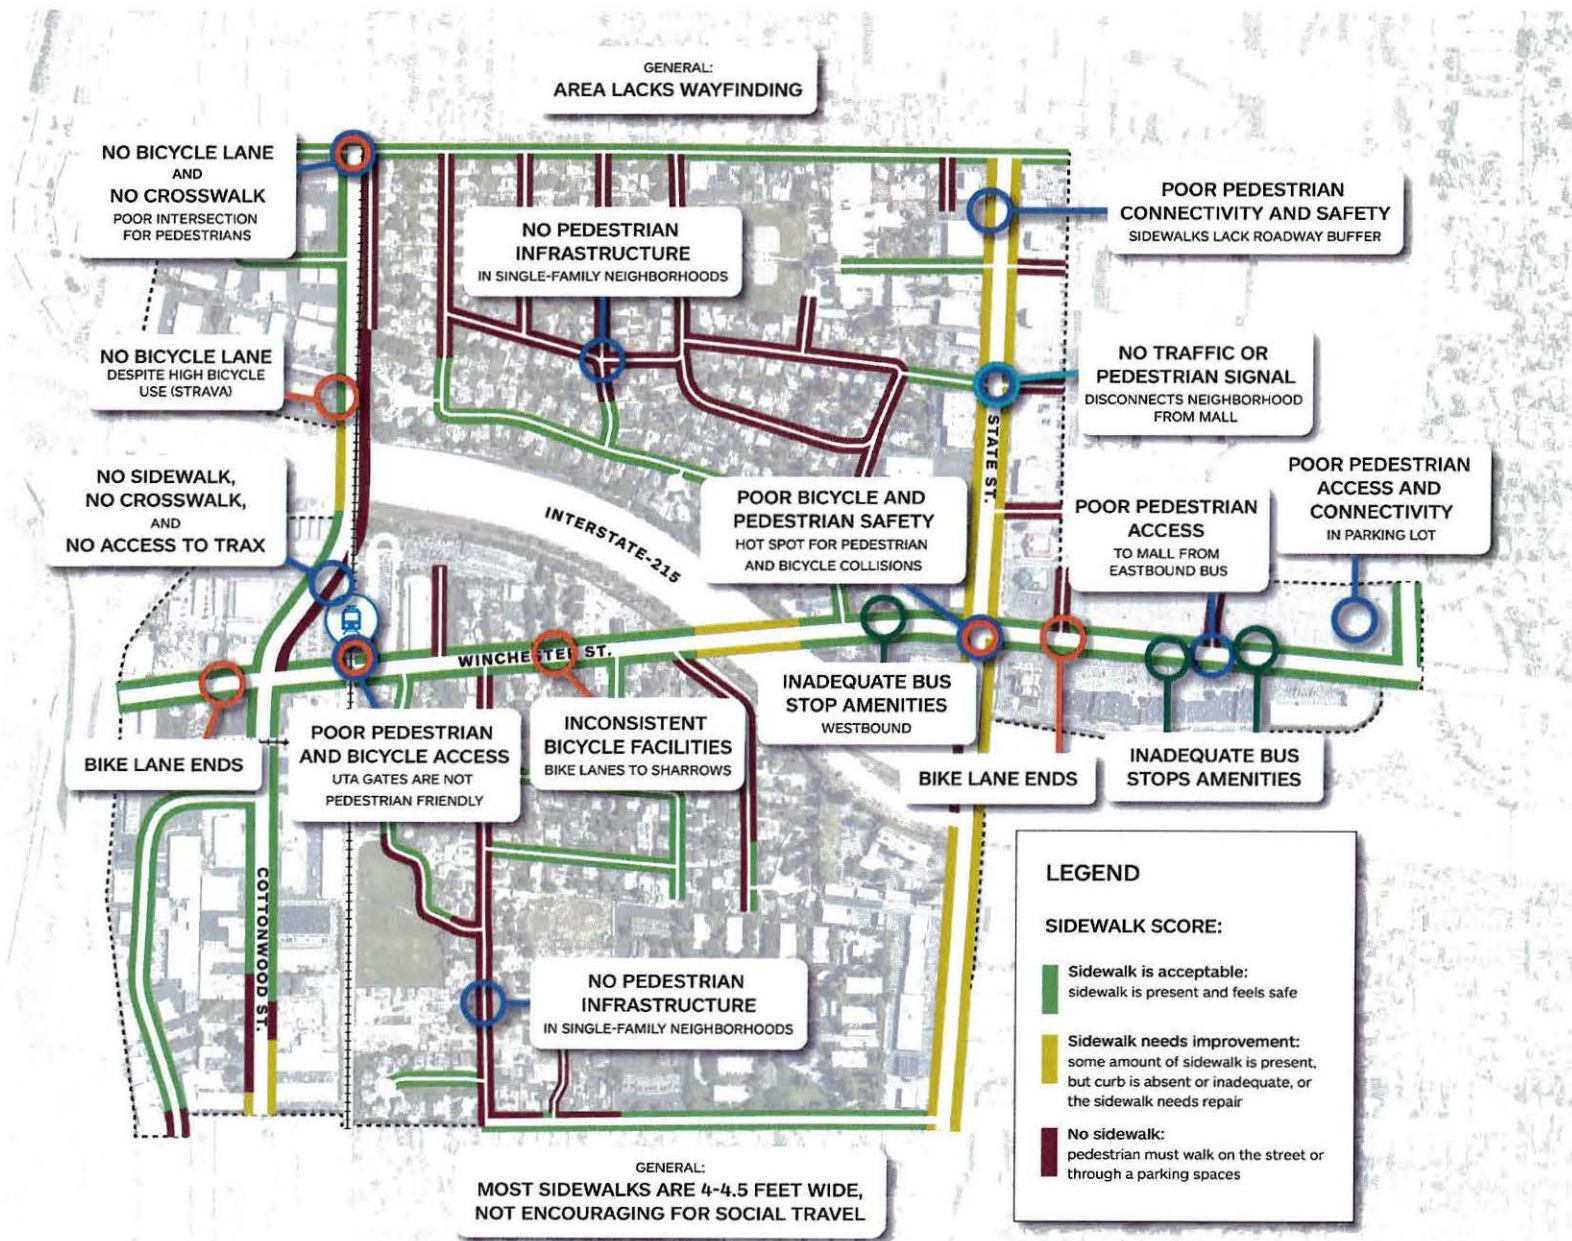 GENERAL:
AREA LACKS WAYFINDING
NO BICYCLE LANE
AND
NO CROSSWALK
POOR INTERSECTION
FOR PEDESTRIANS
NO PEDESTRIAN
INFRASTRUCTURE
IN SINGLE-FAMILY NEIGHBORHOODS
POOR PEDESTRIAN
CONNECTIVITY AND SAFETY
SIDEWALKS LACK ROADWAY BUFFER
NO BICYCLE LANE
DESPITE HIGH BICYCLE
USE (STRAVA)
NO TRAFFIC OR
PEDESTRIAN SIGNAL
DISCONNECTS NEIGHBORHOOD
FROM MALL
STATE ST.
NO SIDEWALK,
NO CROSSWALK,
AND
NO ACCESS TO TRAX
INTERSTATE-215
POOR BICYCLE AND
PEDESTRIAN SAFETY
HOT SPOT FOR PEDESTRIAN
AND BICYCLE COLLISIONS
POOR PEDESTRIAN
ACCESS
TO MALL FROM
EASTBOUND BUS
POOR PEDESTRIAN
ACCESS AND
CONNECTIVITY
IN PARKING LOT
WINCHESTER ST.
BIKE LANE ENDS
POOR PEDESTRIAN
AND BICYCLE ACCESS
UTA GATES ARE NOT
PEDESTRIAN FRIENDLY
INCONSISTENT
BICYCLE FACILITIES
BIKE LANES TO SHARROWS
INADEQUATE BUS
STOP AMENITIES
WESTBOUND
BIKE LANE ENDS
INADEQUATE BUS
STOPS AMENITIES
COTTONWOOD ST.
NO PEDESTRIAN
INFRASTRUCTURE
IN SINGLE-FAMILY NEIGHBORHOODS
LEGEND
SIDEWALK SCORE:
Sidewalk is acceptable:
sidewalk is present and feels safe
Sidewalk needs improvement:
some amount of sidewalk is present,
but curb is absent or inadequate, or
the sidewalk needs repair
No sidewalk:
pedestrian must walk on the street or
through a parking spaces
GENERAL:
MOST SIDEWALKS ARE 4-4.5 FEET WIDE,
NOT ENCOURAGING FOR SOCIAL TRAVEL